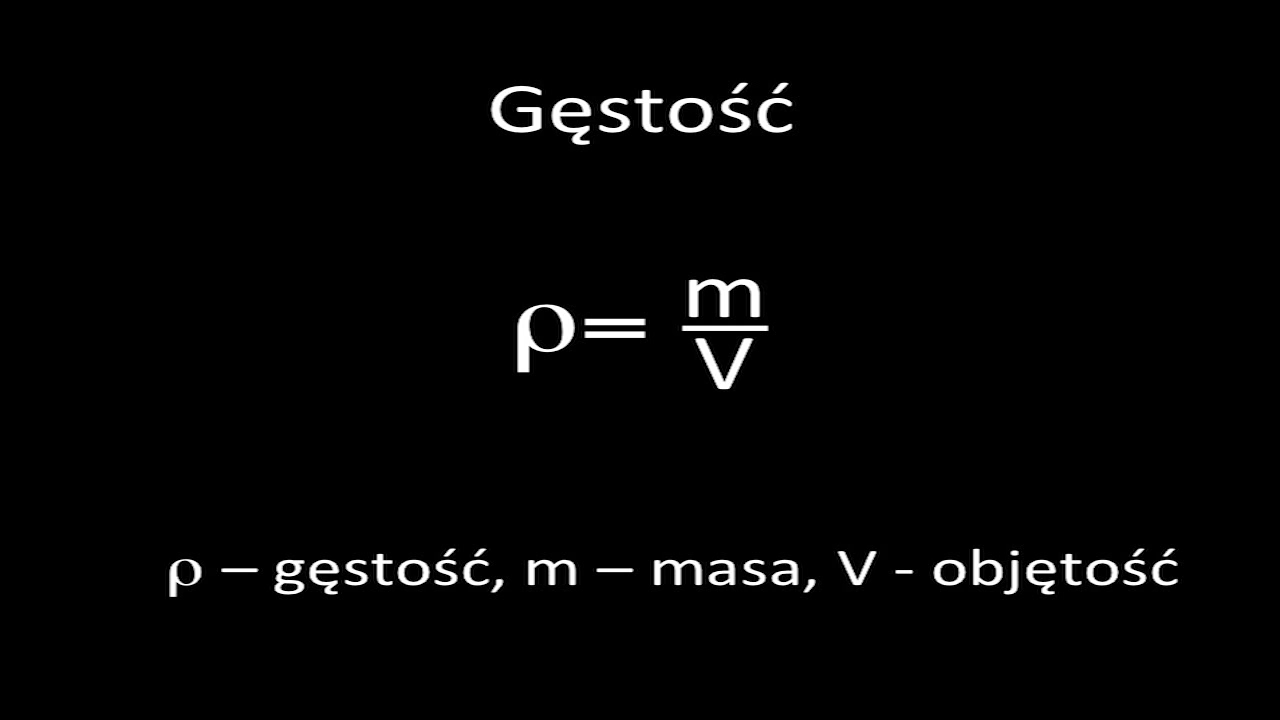 Gęstość
ρ= m/V
ρ – gęstość, m – masa, V - objętość